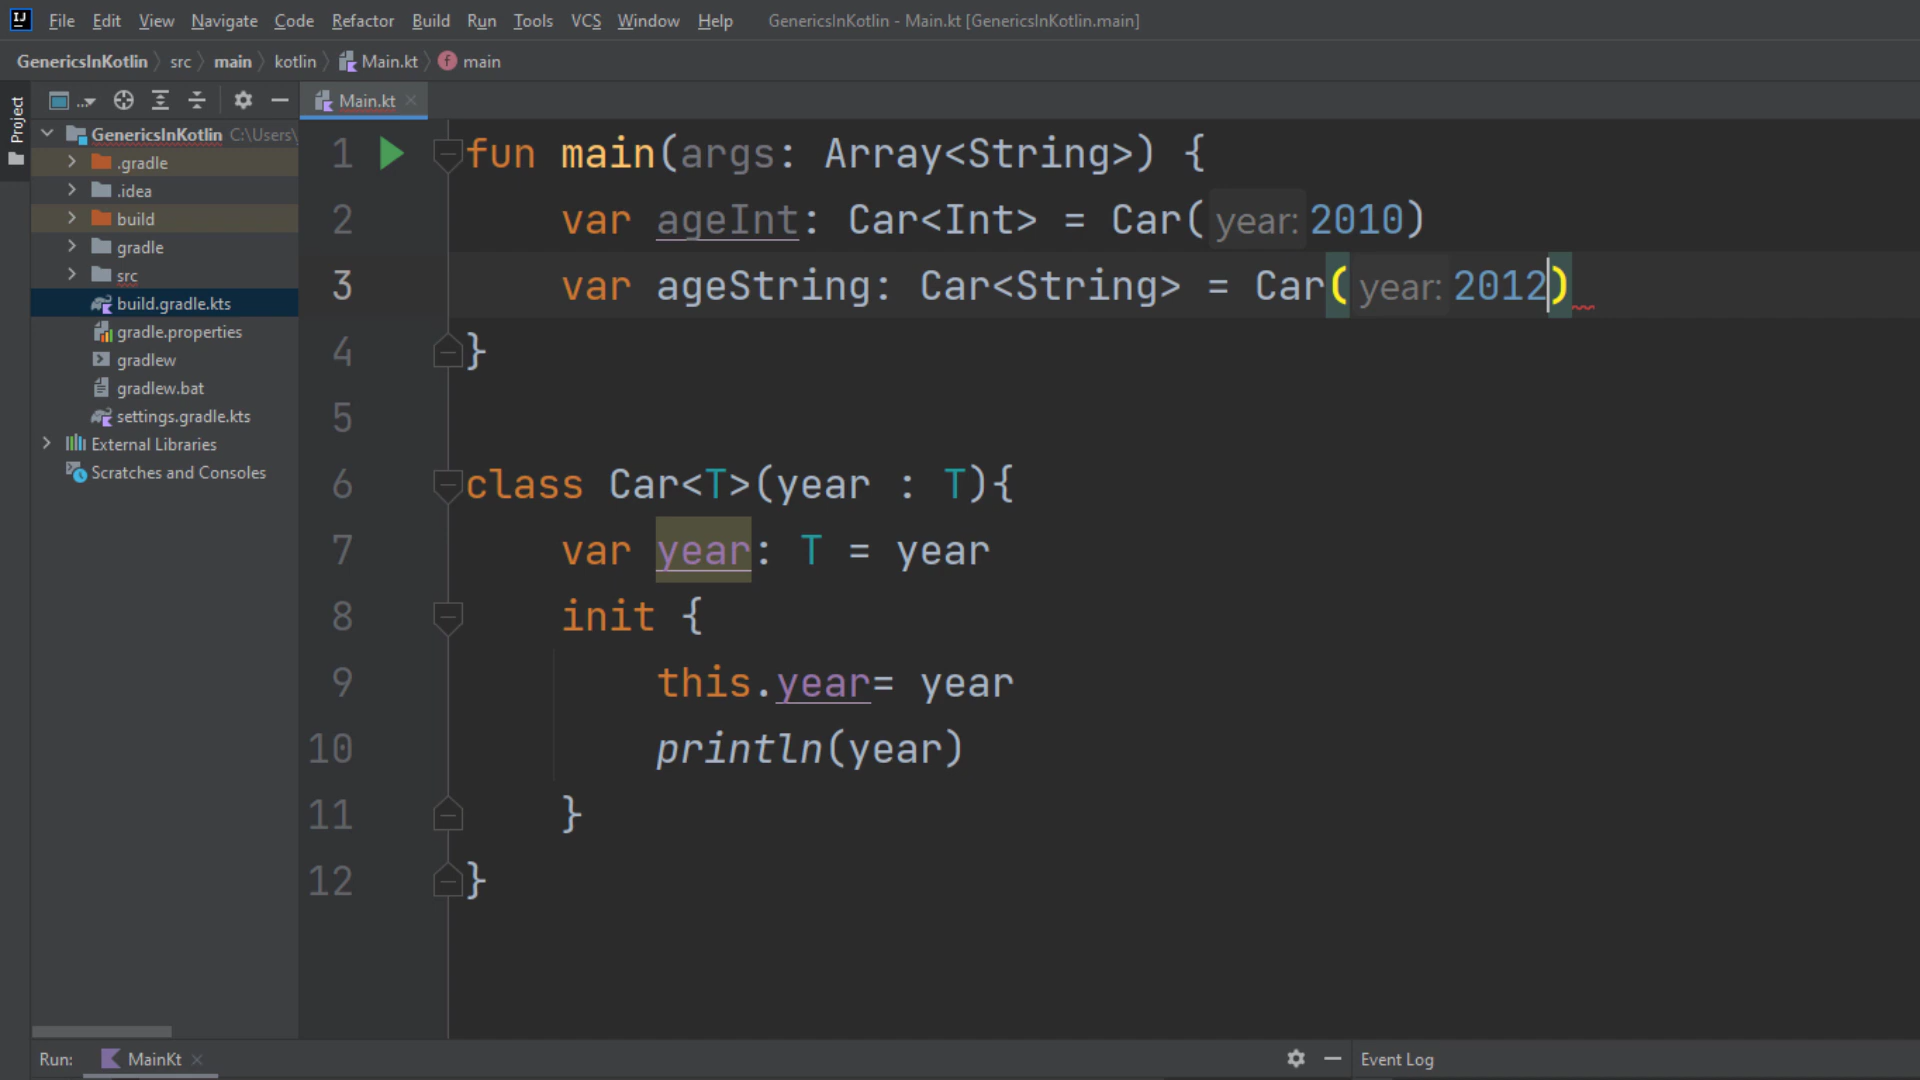 File Edit View Navigate Code Refactor Build Run Tools VCS Window Help GenericsInKotlin - Main.kt [GenericsInKotlin.main]
GenericsInKotlin src main kotlin Main.kt main
Project
... Main.kt
GenericsInKotlin C:\Users\
.gradle
.idea
build
gradle
src
build.gradle.kts
gradle.properties
gradlew
gradlew.bat
settings.gradle.kts
External Libraries
Scratches and Consoles
1 fun main(args: Array<String>) {
2 var ageInt: Car<Int> = Car( year: 2010)
3 var ageString: Car<String> = Car( year: 2012)
4 }
5
6 class Car<T>(year : T){
7 var year: T = year
8 init {
9 this.year= year
10 println(year)
11 }
12 }
Run: MainKt Event Log